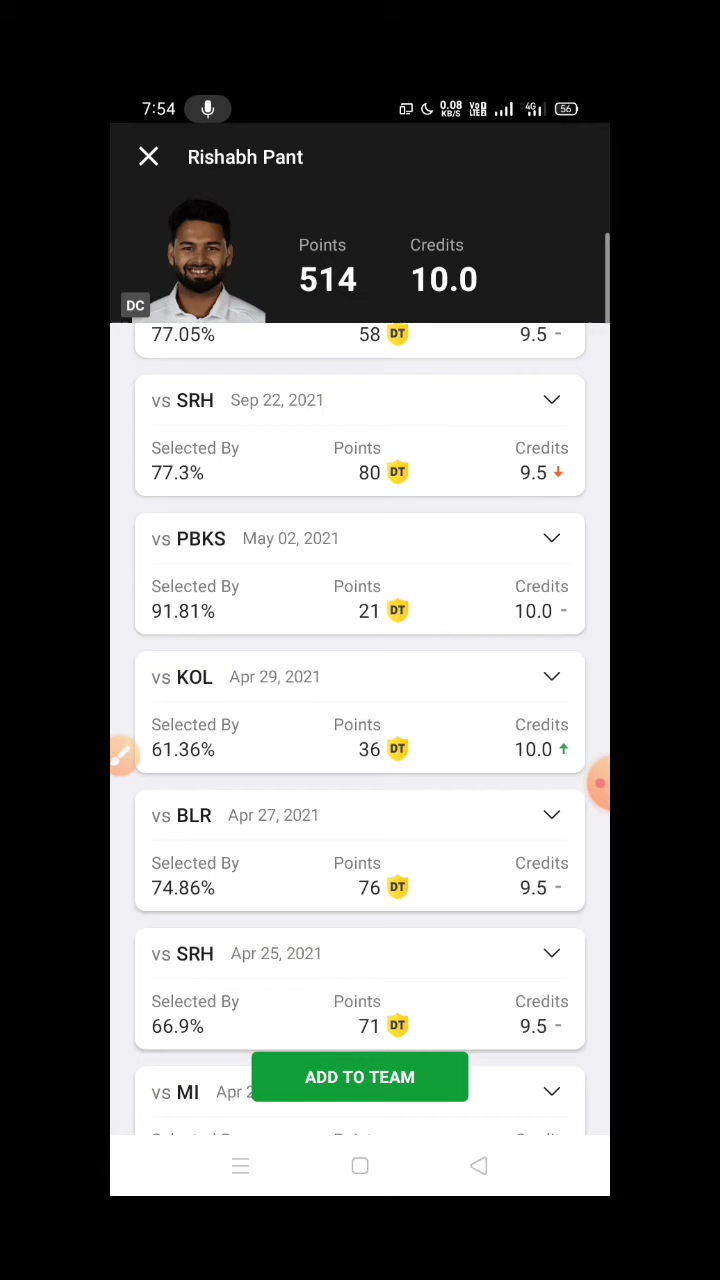 7:54 0.08 KB/S VoD LTE2 4G 56
Rishabh Pant
Points Credits
514 10.0
DC
77.05% 58 DT 9.5 -
vs SRH Sep 22, 2021
Selected By Points Credits
77.3% 80 DT 9.5
vs PBKS May 02, 2021
Selected By Points Credits
91.81% 21 DT 10.0 -
vs KOL Apr 29, 2021
Selected By Points Credits
61.36% 36 DT 10.0
vs BLR Apr 27, 2021
Selected By Points Credits
74.86% 76 DT 9.5 -
vs SRH Apr 25, 2021
Selected By Points Credits
66.9% 71 DT 9.5 -
ADD TO TEAM
vs MI Apr 2